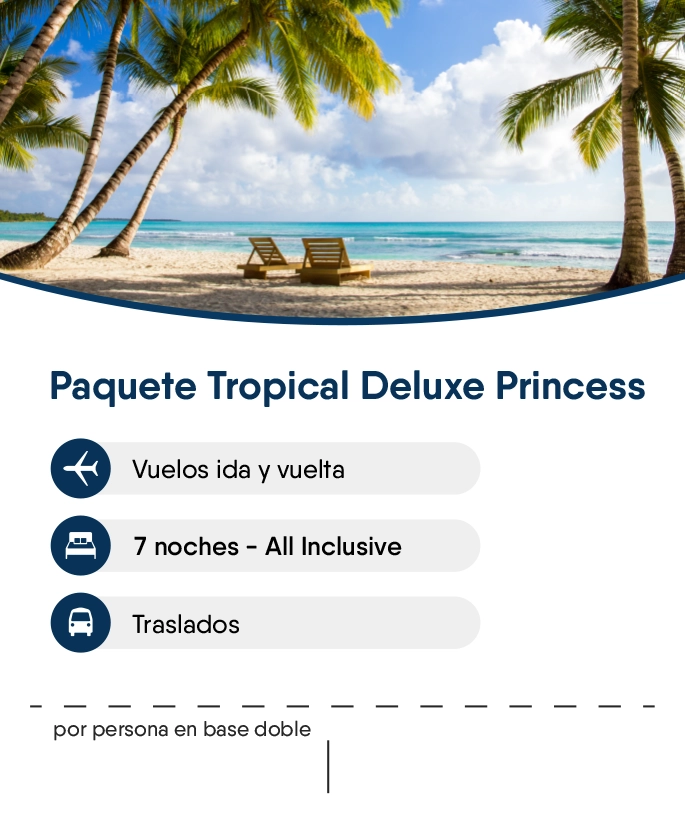 Paquete Tropical Deluxe Princess
Vuelos ida y vuelta
7 noches - All Inclusive
Traslados
por persona en base doble